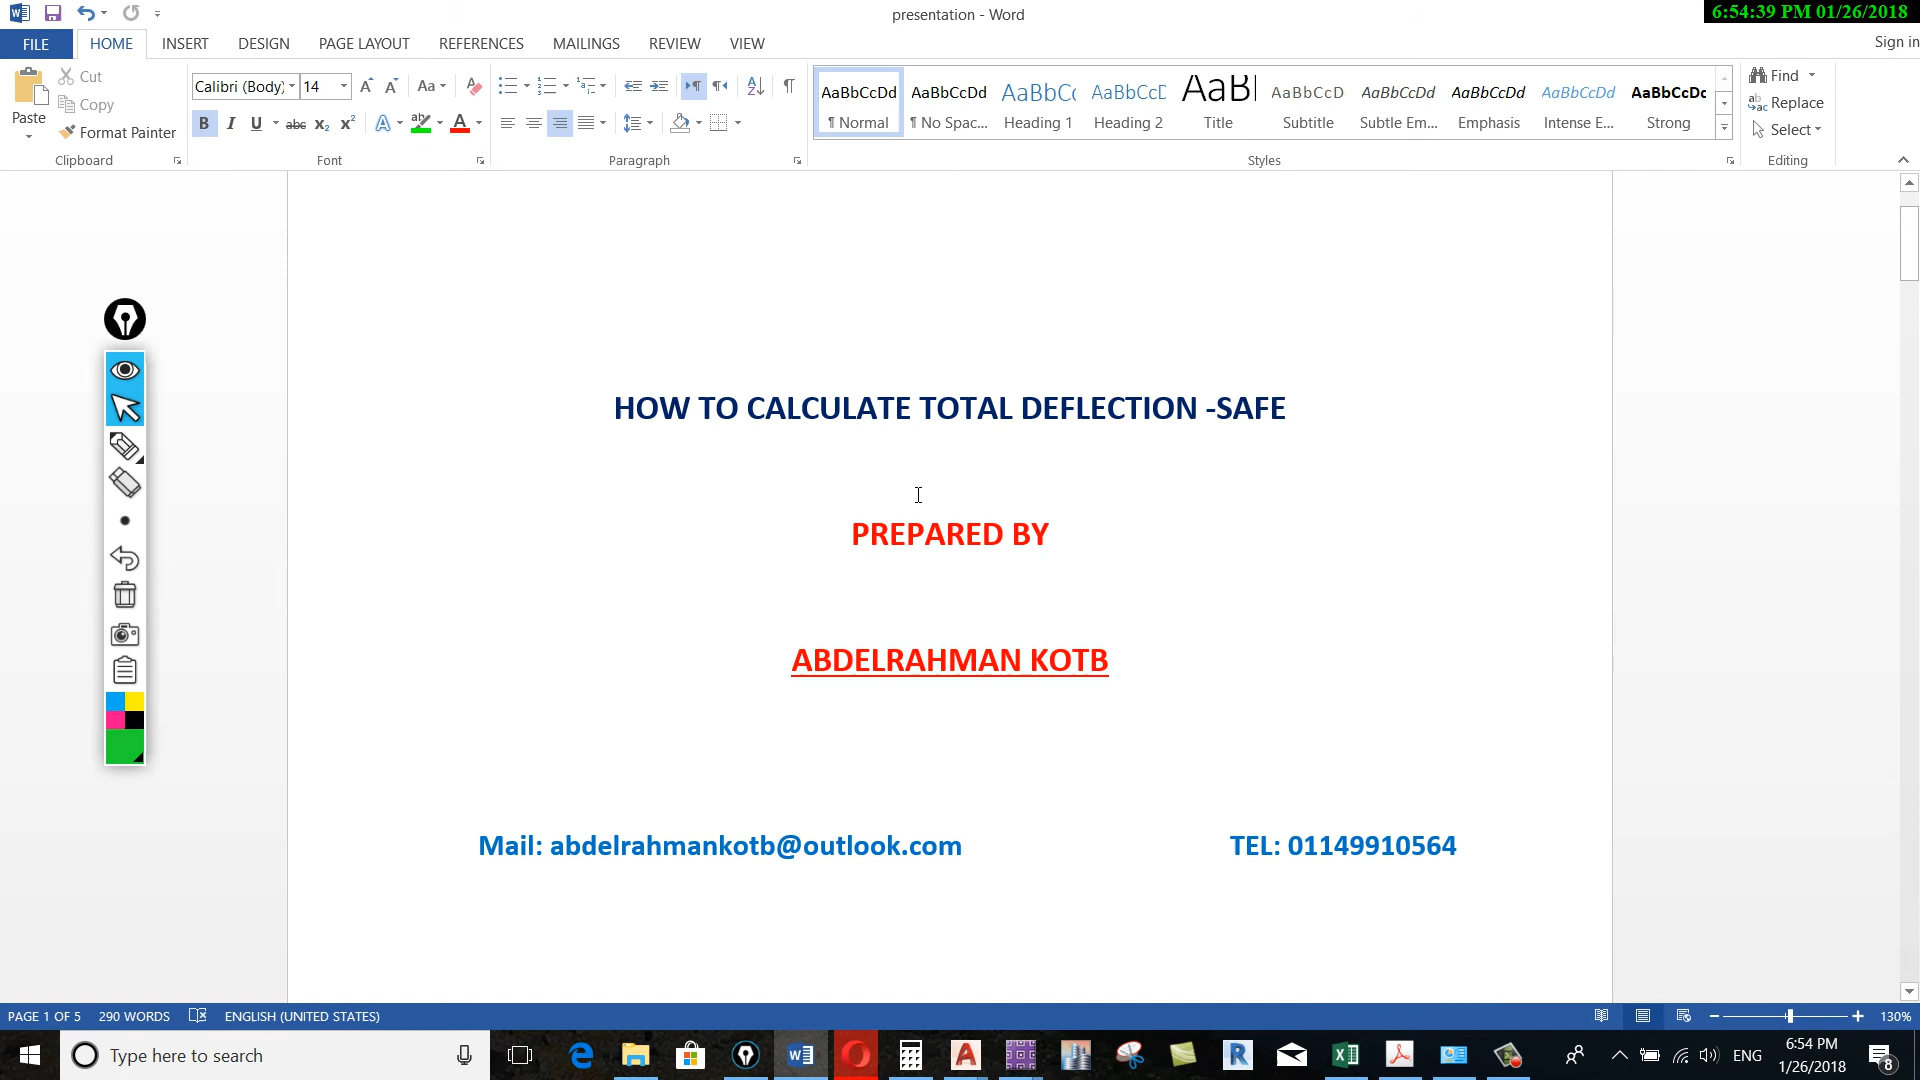 presentation - Word
6:54:39 PM 01/26/2018
FILE HOME INSERT DESIGN PAGE LAYOUT REFERENCES MAILINGS REVIEW VIEW
Sign in
Paste
Cut
Copy
Format Painter
Clipboard
Calibri (Body) 14
Font
Paragraph
AaBbCcDd AaBbCcDd AaBbCc AaBbCcD AaB AaBbCcD AaBbCcDd AaBbCcDd AaBbCcDd AaBbCcDc
¶ Normal ¶ No Spac... Heading 1 Heading 2 Title Subtitle Subtle Em... Emphasis Intense E... Strong
Styles
Find
Replace
Select
Editing
HOW TO CALCULATE TOTAL DEFLECTION -SAFE
PREPARED BY
ABDELRAHMAN KOTB
Mail: abdelrahmankotb@outlook.com TEL: 01149910564
PAGE 1 OF 5 290 WORDS ENGLISH (UNITED STATES) 130%
Type here to search
ENG
6:54 PM
1/26/2018
8